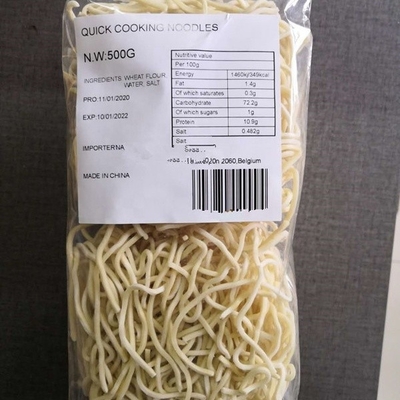 QUICK COOKING NOODLES
N.W:500G
INGREDIENTS: WHEAT FLOUR,
WATER, SALT
PRO:11/01/2020
EXP:10/01/2022
IMPORTERNA
MADE IN CHINA
Nutritive value
Per 100g
Energy 1460kj/349kcal
Fat 1.4g
Of which saturates 0.3g
Carbohydrate 72.2g
Of which sugars 1g
Protein 10.9g
Salt 0.482g
Salt
2060,Belgium